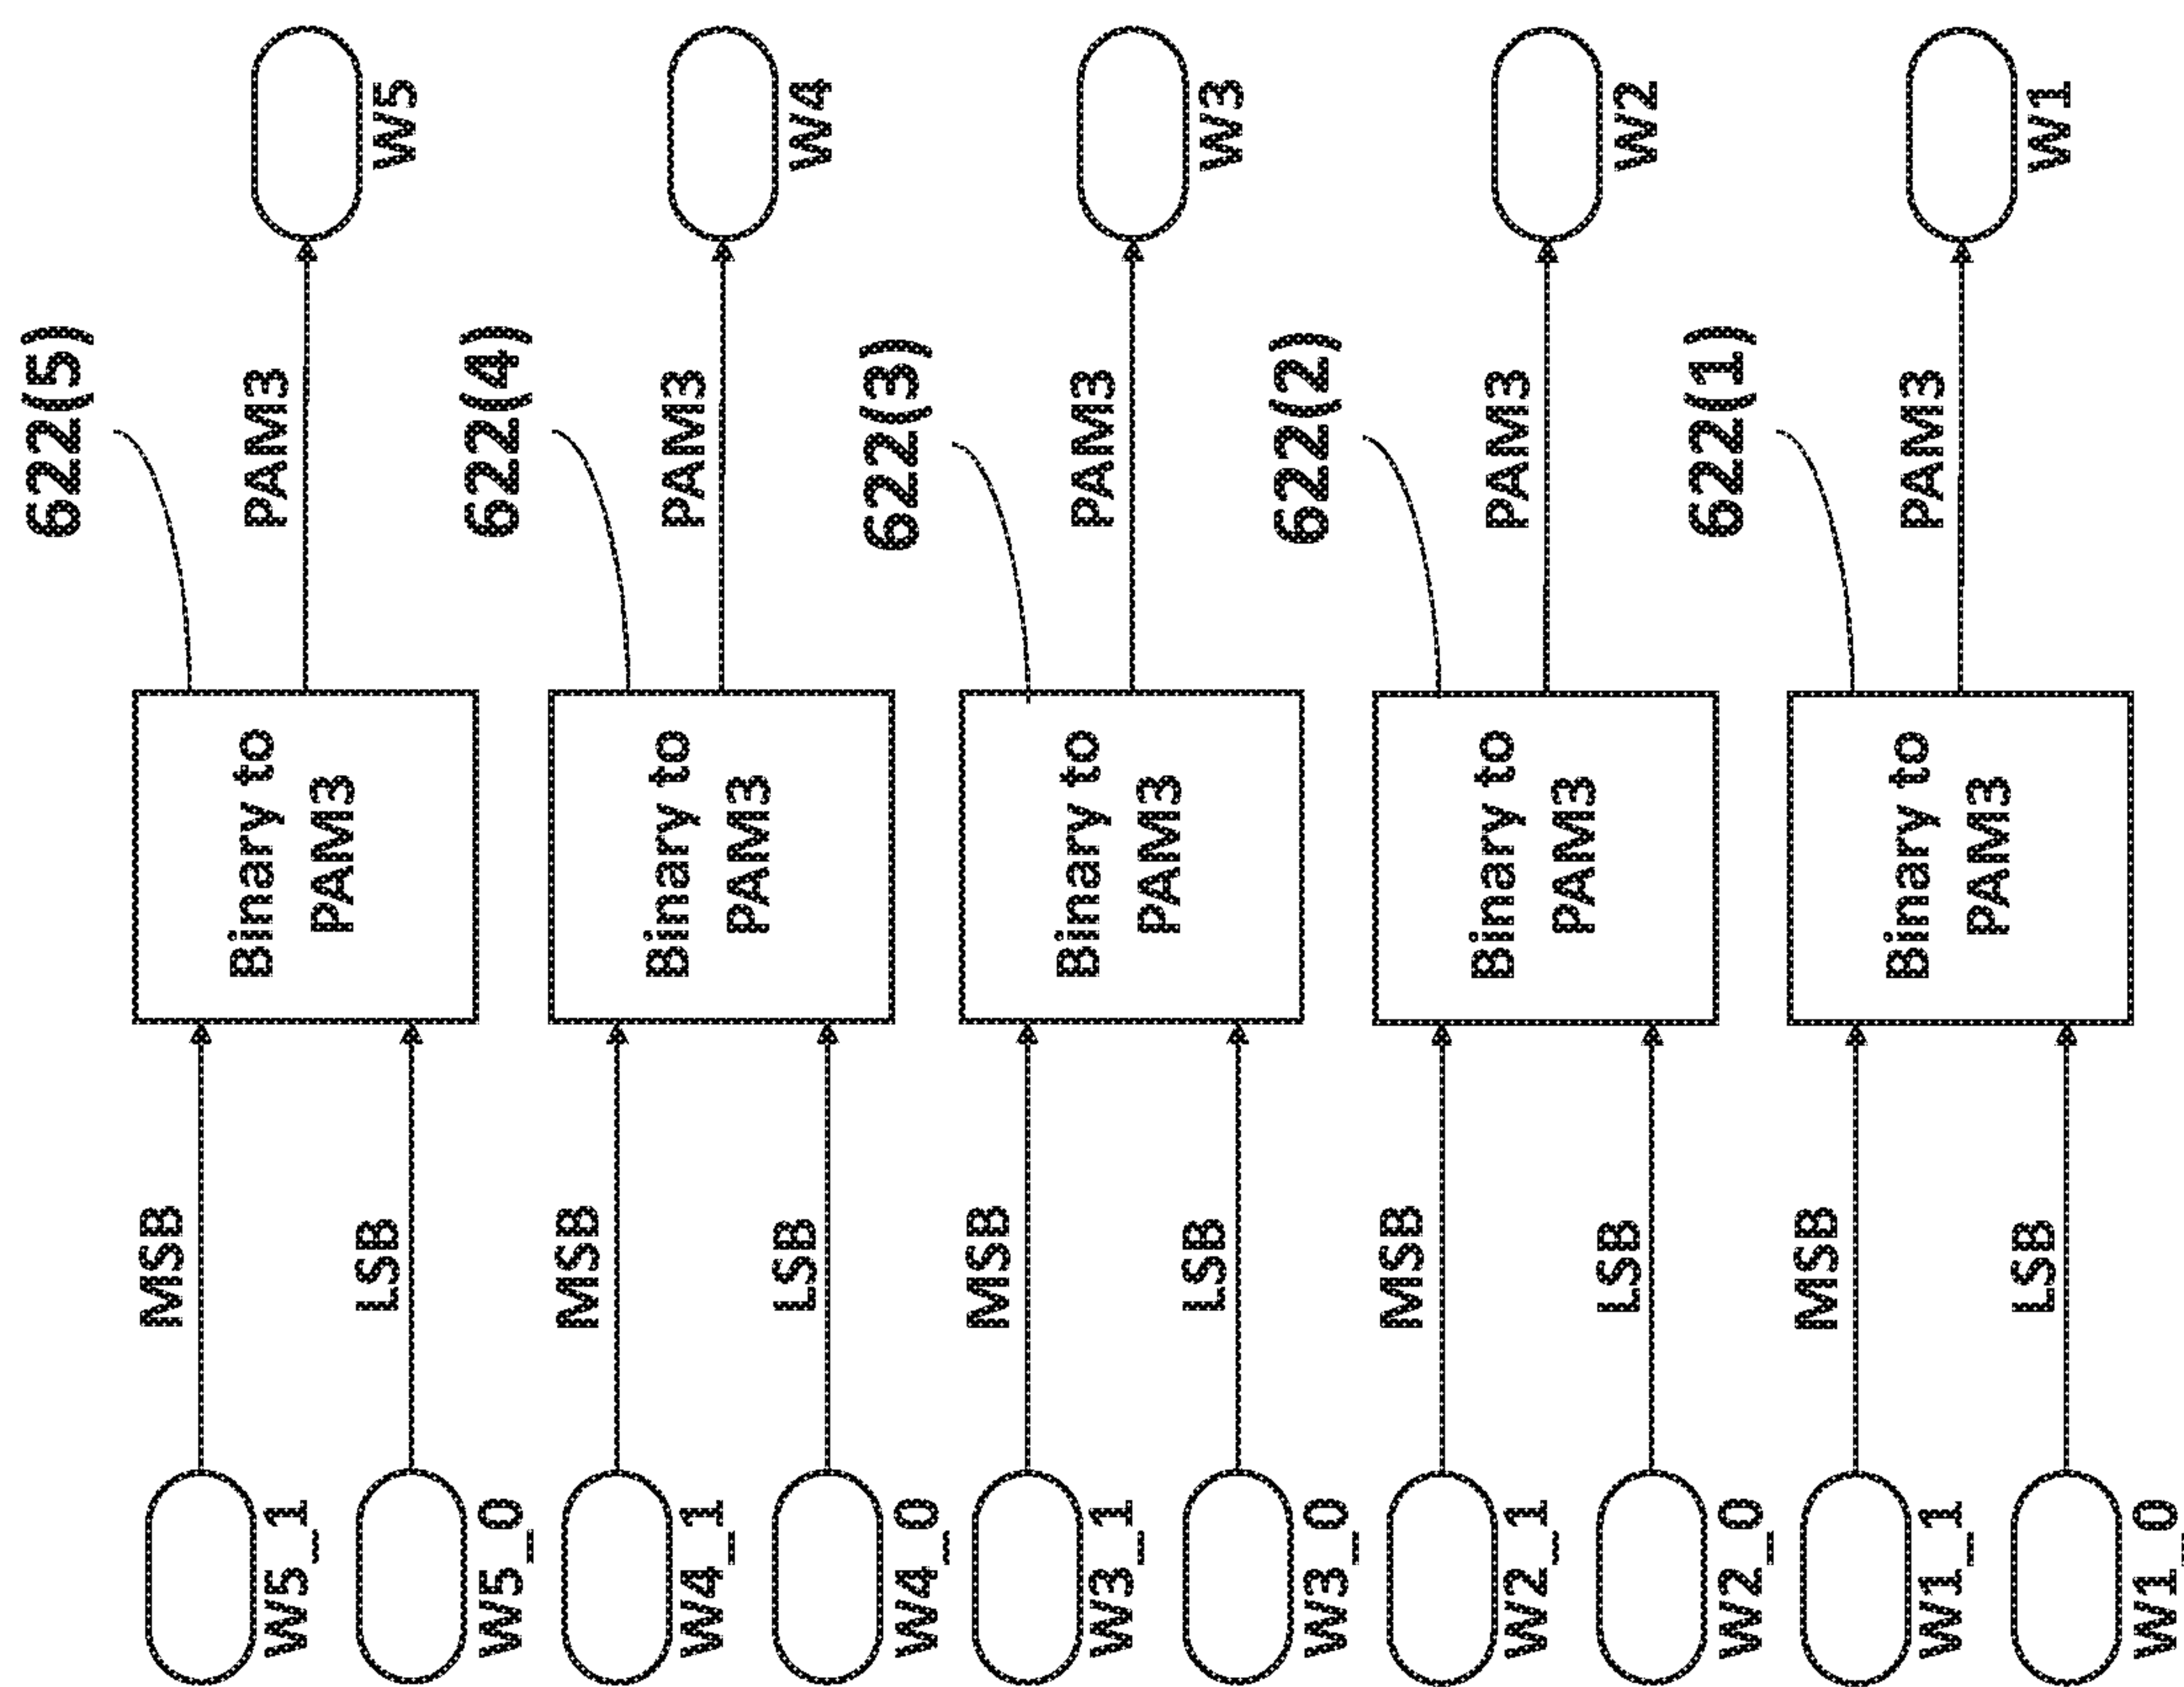 W5_1
MSB
W5_0
LSB
Binary to
PAM3
622(5)
PAM3
W5
W4_1
MSB
W4_0
LSB
Binary to
PAM3
622(4)
PAM3
W4
W3_1
MSB
W3_0
LSB
Binary to
PAM3
622(3)
PAM3
W3
W2_1
MSB
W2_0
LSB
Binary to
PAM3
622(2)
PAM3
W2
W1_1
MSB
W1_0
LSB
Binary to
PAM3
622(1)
PAM3
W1